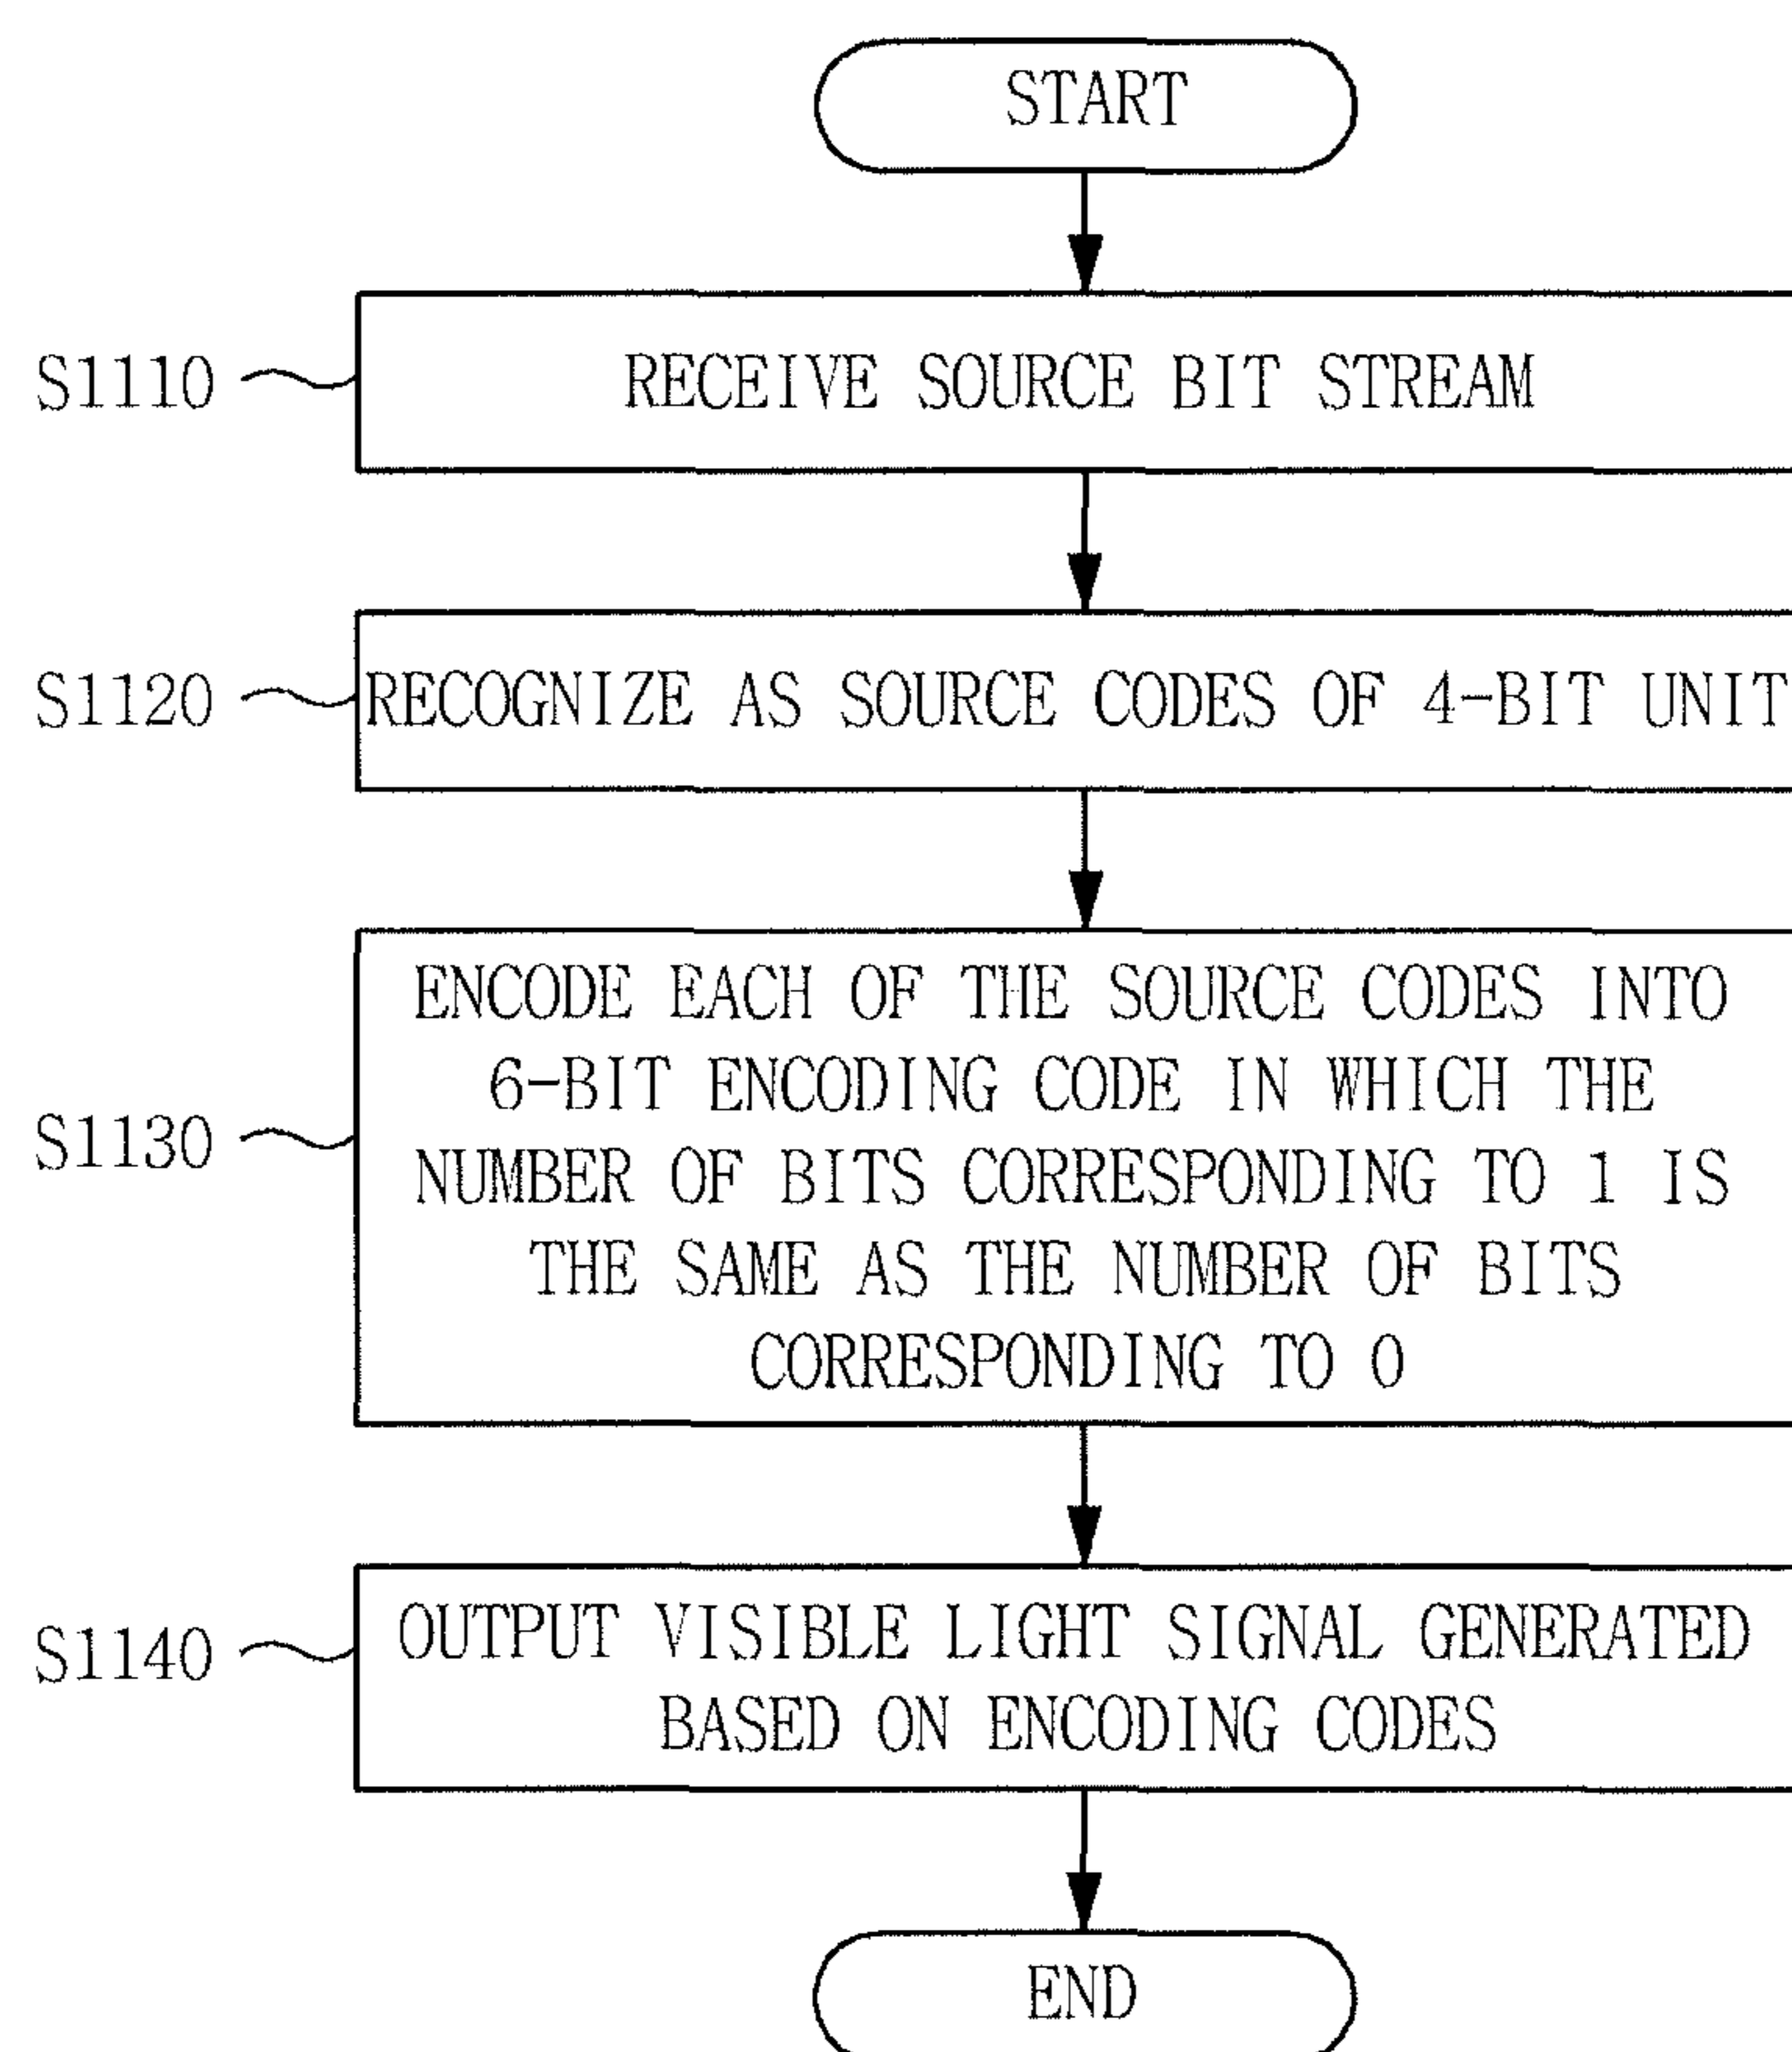 START
S1110
RECEIVE SOURCE BIT STREAM
S1120
RECOGNIZE AS SOURCE CODES OF 4-BIT UNIT
S1130
ENCODE EACH OF THE SOURCE CODES INTO
6-BIT ENCODING CODE IN WHICH THE
NUMBER OF BITS CORRESPONDING TO 1 IS
THE SAME AS THE NUMBER OF BITS
CORRESPONDING TO 0
S1140
OUTPUT VISIBLE LIGHT SIGNAL GENERATED
BASED ON ENCODING CODES
END